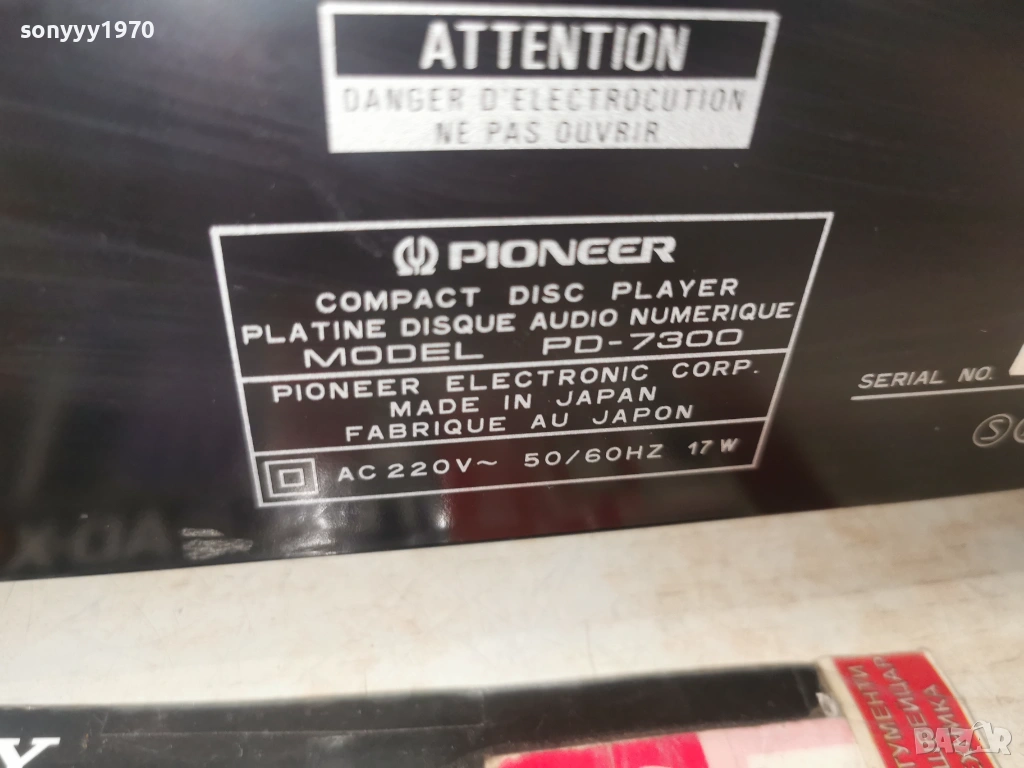 sonyyy1970
ATTENTION
DANGER D'ELECTROCUTION
NE PAS OUVRIR
PIONEER
COMPACT DISC PLAYER
PLATINE DISQUE AUDIO NUMERIQUE
MODEL PD-7300
PIONEER ELECTRONIC CORP.
MADE IN JAPAN
FABRIQUE AU JAPON
AC 220V~ 50/60HZ 17W
SERIAL NO.
S
BAZAR